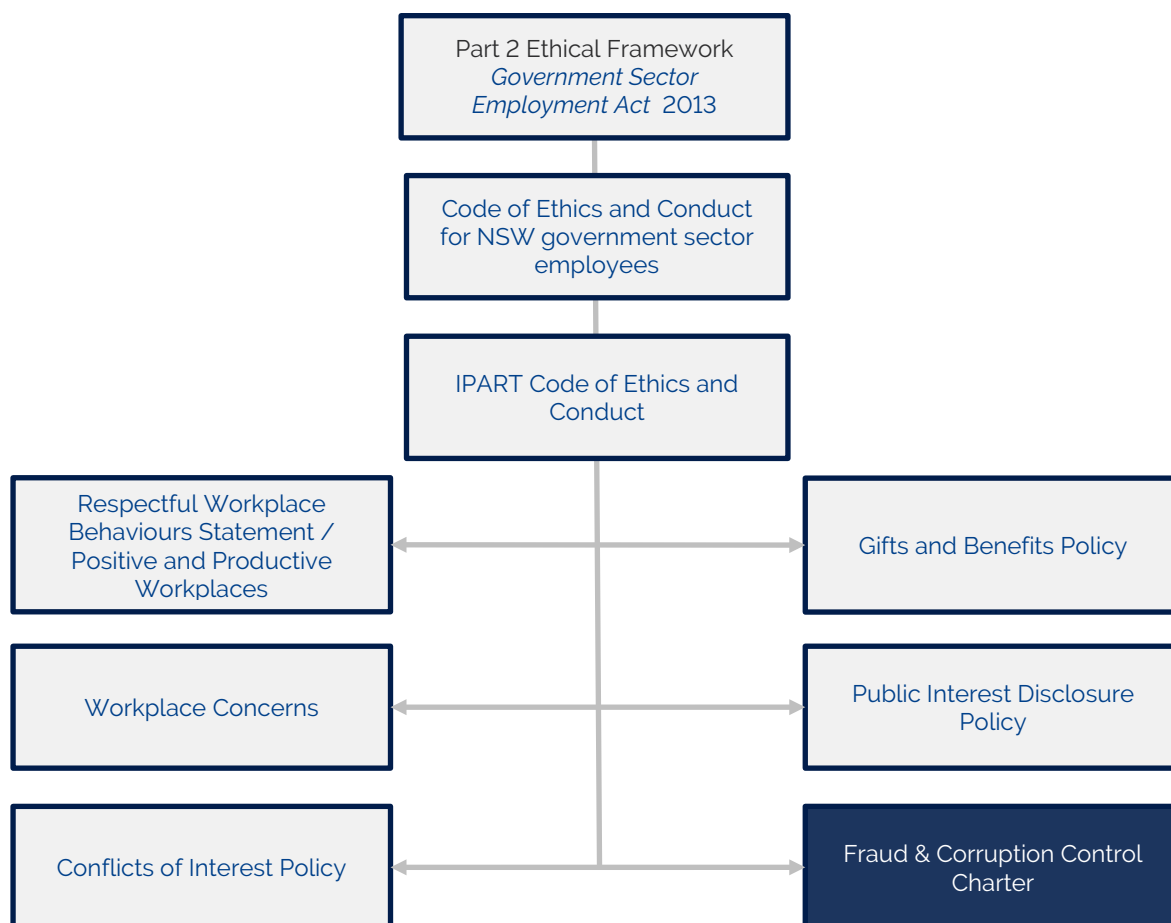 Part 2 Ethical Framework
Government Sector
Employment Act 2013
Code of Ethics and Conduct
for NSW government sector
employees
IPART Code of Ethics and
Conduct
Respectful Workplace
Behaviours Statement /
Positive and Productive
Workplaces
Gifts and Benefits Policy
Workplace Concerns
Public Interest Disclosure
Policy
Conflicts of Interest Policy
Fraud & Corruption Control
Charter